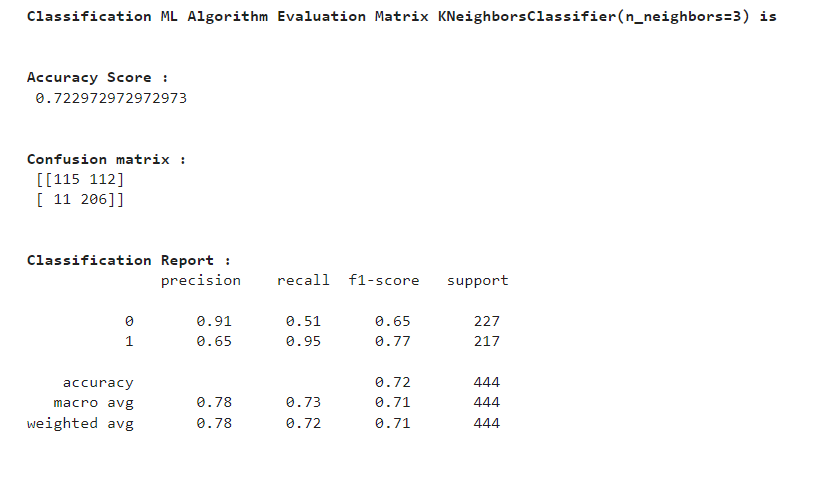 Classification ML Algorithm Evaluation Matrix KNeighborsClassifier(n_neighbors=3) is
Accuracy Score :
0.722972972972973
Confusion matrix :
[[115 112]
[ 11 206]]
Classification Report :
precision recall f1-score support
0 0.91 0.51 0.65 227
1 0.65 0.95 0.77 217
accuracy 0.72 444
macro avg 0.78 0.73 0.71 444
weighted avg 0.78 0.72 0.71 444